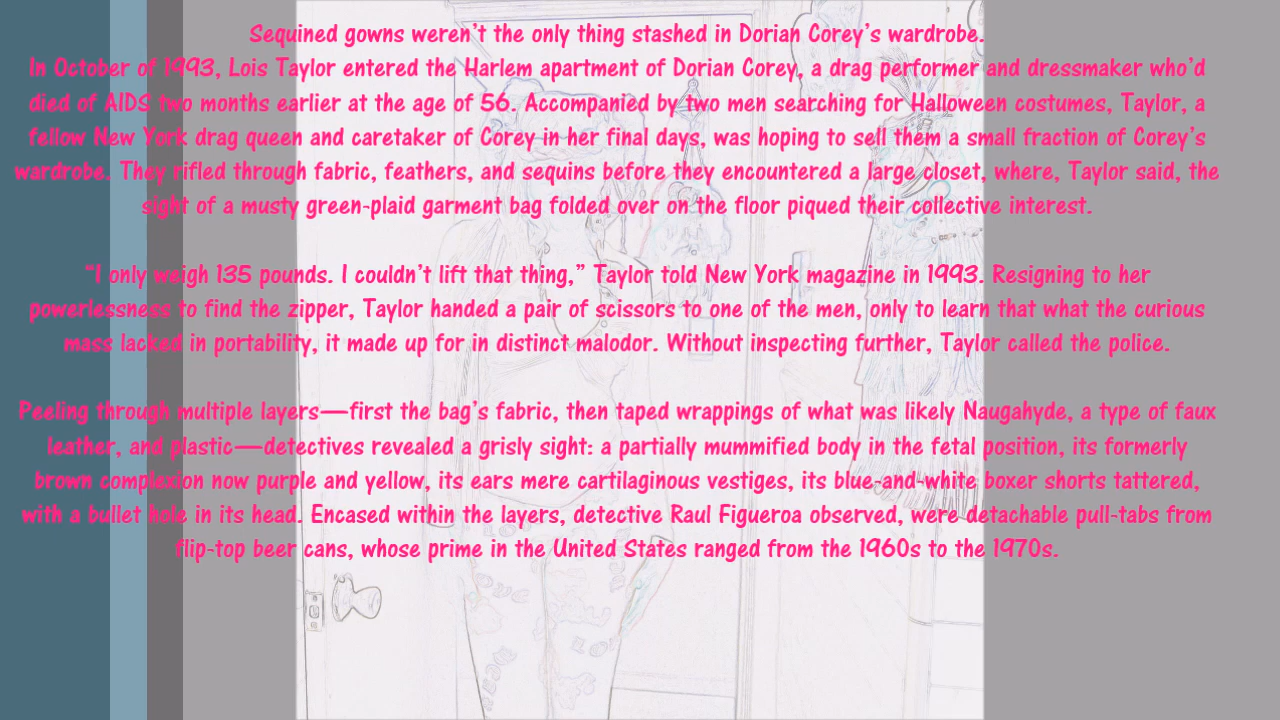 Sequined gowns weren't the only thing stashed in Dorian Corey's wardrobe.
In October of 1993, Lois Taylor entered the Harlem apartment of Dorian Corey, a drag performer and dressmaker who'd
died of AIDS two months earlier at the age of 56. Accompanied by two men searching for Halloween costumes, Taylor, a
fellow New York drag queen and caretaker of Corey in her final days, was hoping to sell them a small fraction of Corey's
wardrobe. They rifled through fabric, feathers, and sequins before they encountered a large closet, where, Taylor said, the
sight of a musty green-plaid garment bag folded over on the floor piqued their collective interest.
"I only weigh 135 pounds. I couldn't lift that thing," Taylor told New York magazine in 1993. Resigning to her
powerlessness to find the zipper, Taylor handed a pair of scissors to one of the men, only to learn that what the curious
mass lacked in portability, it made up for in distinct malodor. Without inspecting further, Taylor called the police.
Peeling through multiple layers—first the bag's fabric, then taped wrappings of what was likely Naugahyde, a type of faux
leather, and plastic—detectives revealed a grisly sight: a partially mummified body in the fetal position, its formerly
brown complexion now purple and yellow, its ears mere cartilaginous vestiges, its blue-and-white boxer shorts tattered,
with a bullet hole in its head. Encased within the layers, detective Raul Figueroa observed, were detachable pull-tabs from
flip-top beer cans, whose prime in the United States ranged from the 1960s to the 1970s.